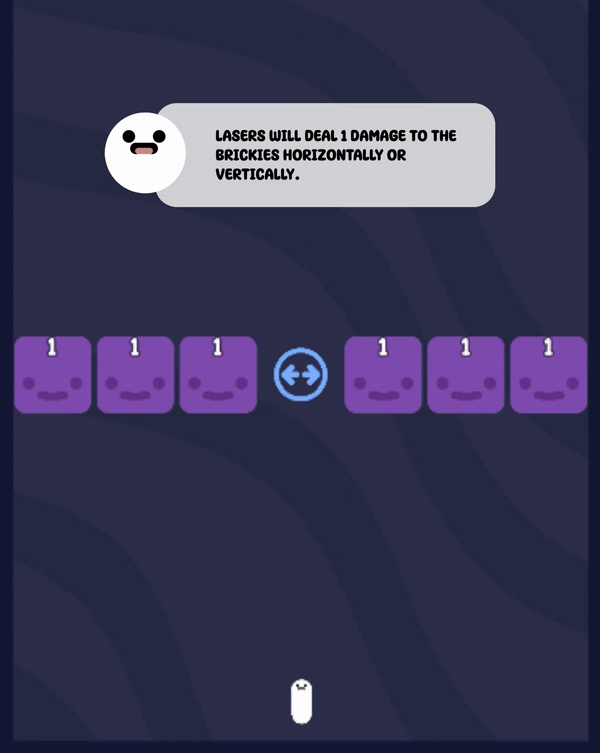 LASERS WILL DEAL 1 DAMAGE TO THE
BRICKIES HORIZONTALLY OR
VERTICALLY.
1 1 1 1 1 1